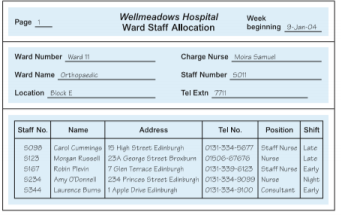 Page 1 Wellmeadows Hospital Week
Ward Staff Allocation beginning 9-Jan-04
Ward Number Ward 11 Charge Nurse Moira Samuel
Ward Name Orthopaedic Staff Number S011
Location Block E Tel Extn 7711
Staff No. Name Address Tel No. Position Shift
S098 Carol Cummings 15 High Street Edinburgh 0131-334-5677 Staff Nurse Late
S123 Morgan Russell 23A George Street Broxburn 01506-67676 Nurse Late
S167 Robin Plevin 7 Glen Terrace Edinburgh 0131-339-6123 Staff Nurse Early
S234 Amy O'Donnell 234 Princes Street Edinburgh 0131-334-9099 Nurse Night
S344 Laurence Burns 1 Apple Drive Edinburgh 0131-334-9100 Consultant Early